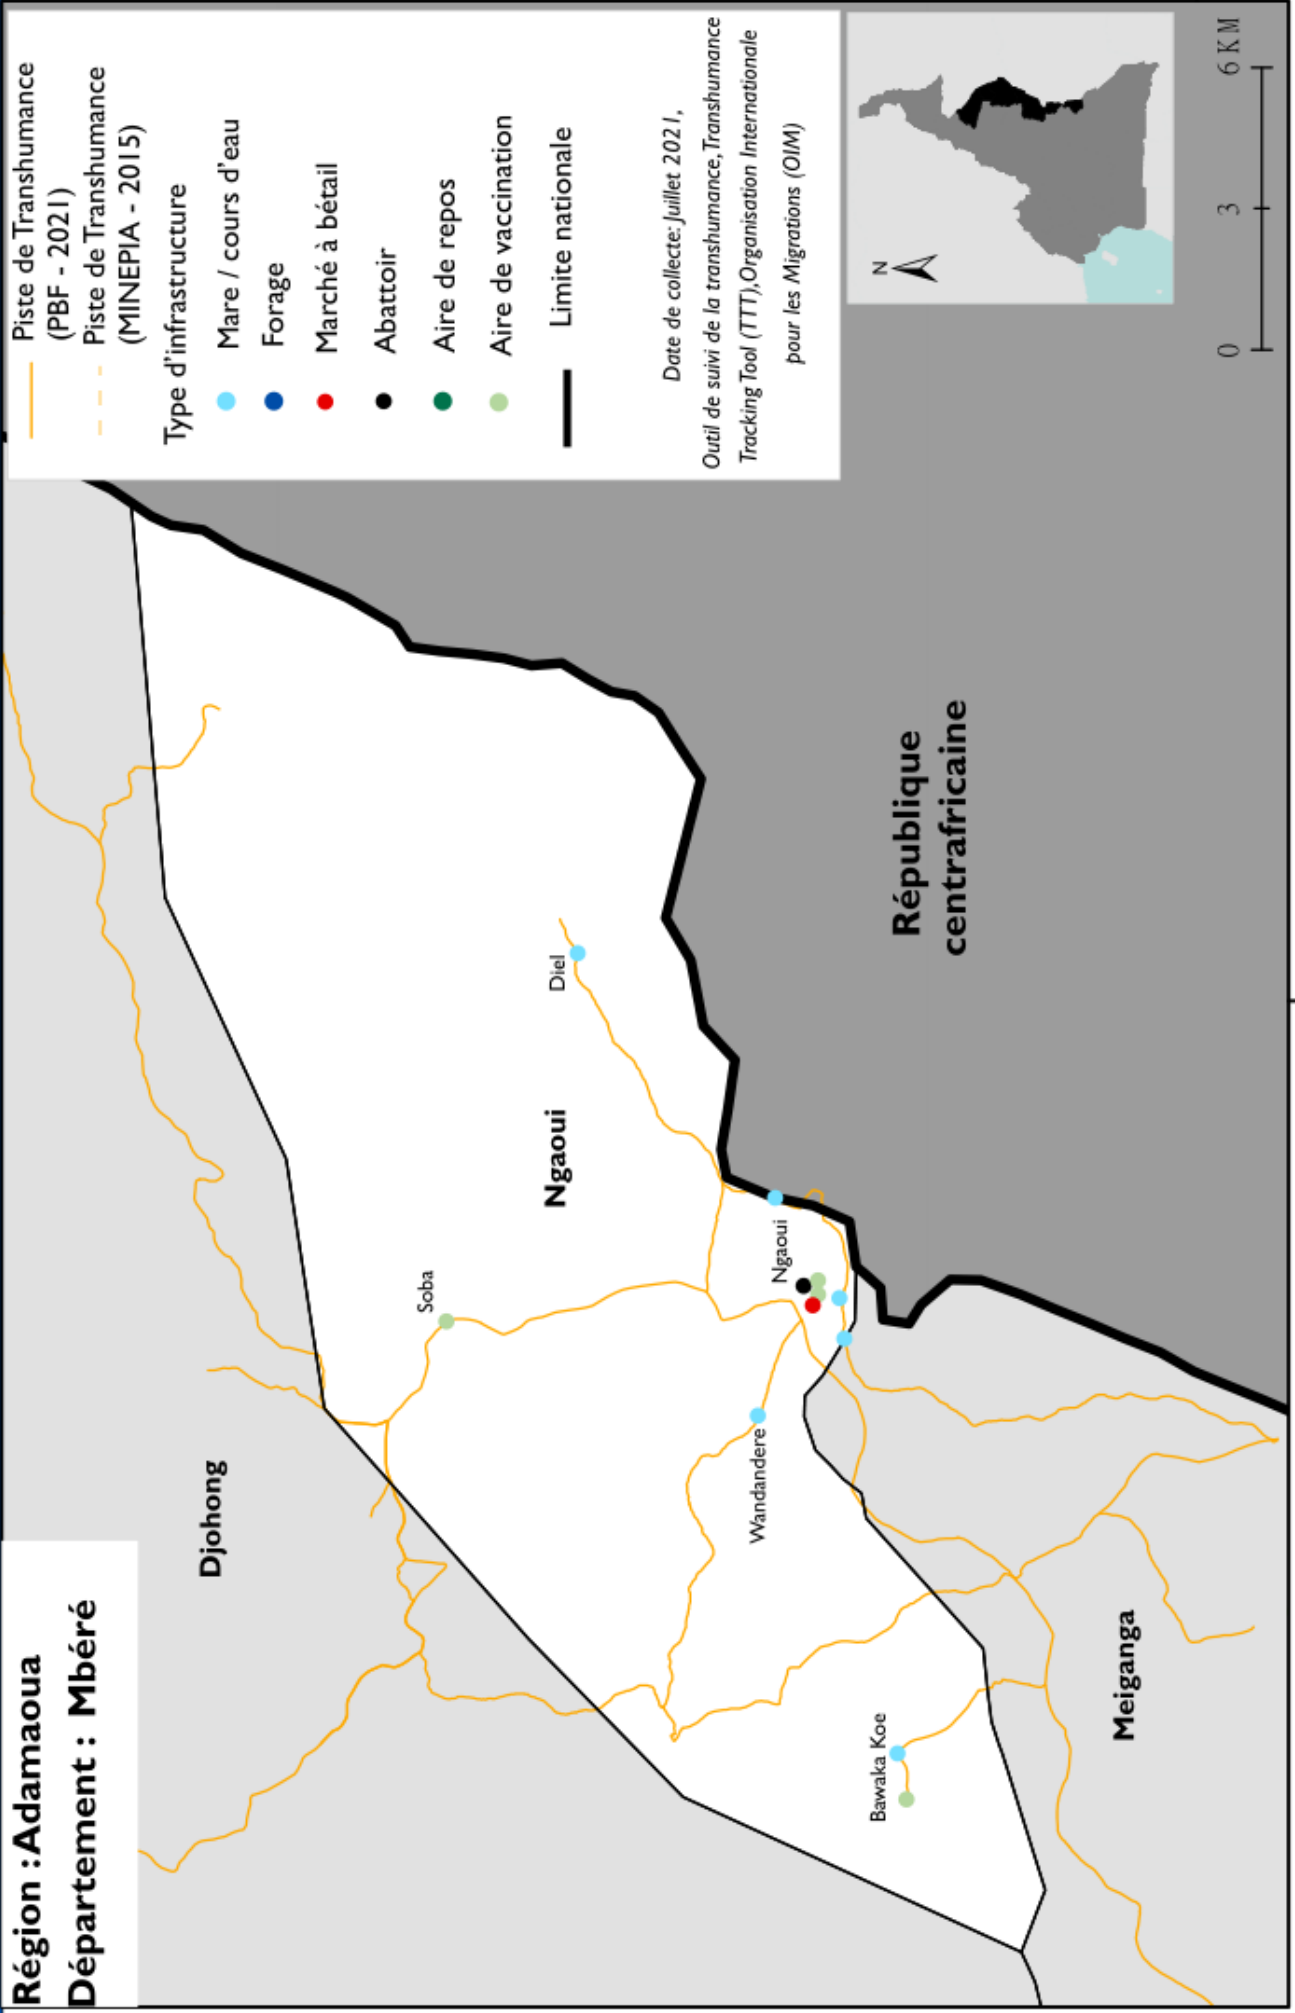 Région :Adamaoua
Département : Mbéré
Piste de Transhumance
(PBF - 2021)
Piste de Transhumance
(MINEPIA - 2015)
Type d'infrastructure
Mare / cours d'eau
Forage
Marché à bétail
Abattoir
Aire de repos
Aire de vaccination
Limite nationale
Date de collecte: Juillet 2021,
Outil de suivi de la transhumance, Transhumance
Tracking Tool (TTT), Organisation Internationale
pour les Migrations (OIM)
N
0 3 6 KM
Djohong
Soba
Ngaoui
Diel
Ngaoui
Wandandere
Bawaka Koe
Meiganga
République
centrafricaine